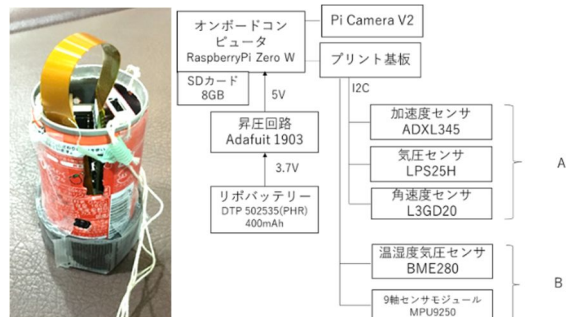 オンボードコン
ピュータ
RaspberryPi Zero W
SDカード
8GB
Pi Camera V2
プリント基板
I2C
5V
昇圧回路
Adafuit 1903
3.7V
リポバッテリー
DTP 502535(PHR)
400mAh
加速度センサ
ADXL345
気圧センサ
LPS25H
角速度センサ
L3GD20
A
温湿度気圧センサ
BME280
9軸センサモジュール
MPU9250
B